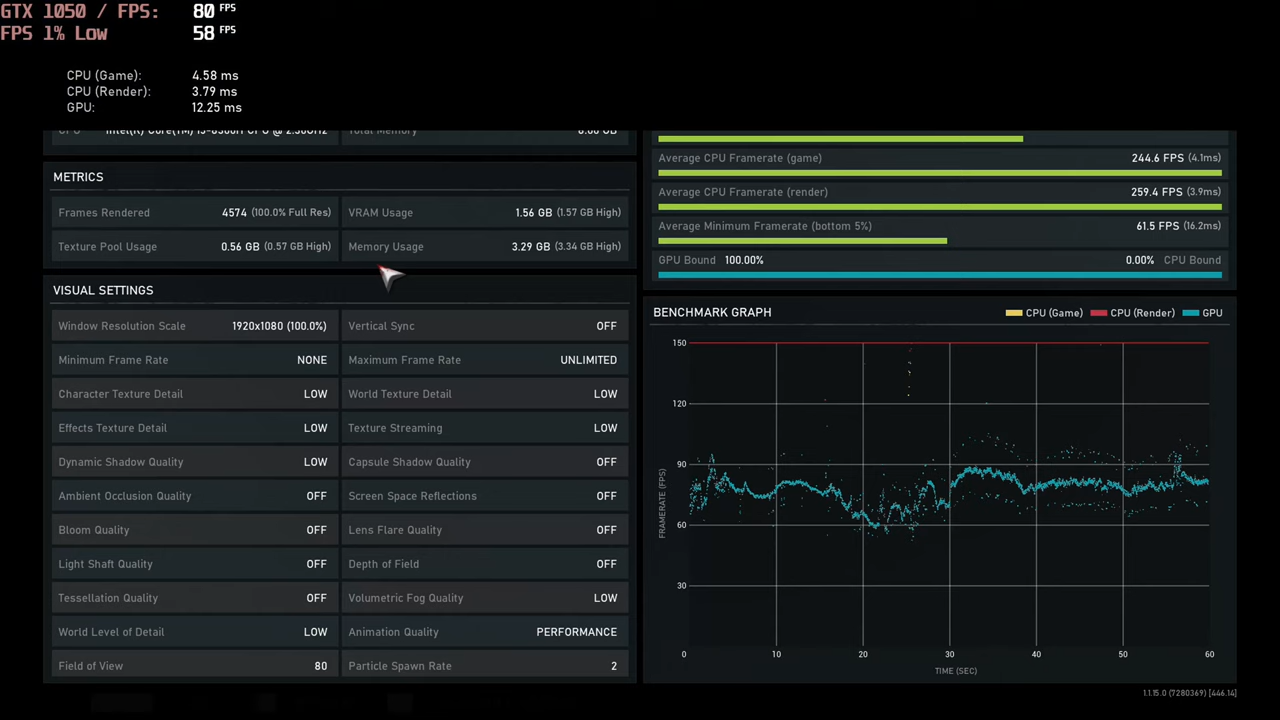 GTX 1050 / FPS: 80 FPS
FPS 1% Low 58 FPS
CPU (Game): 4.58 ms
CPU (Render): 3.79 ms
GPU: 12.25 ms
Total Memory
METRICS
Frames Rendered 4574 (100.0% Full Res)
VRAM Usage 1.56 GB (1.57 GB High)
Texture Pool Usage 0.56 GB (0.57 GB High)
Memory Usage 3.29 GB (3.34 GB High)
VISUAL SETTINGS
Window Resolution Scale 1920x1080 (100.0%)
Vertical Sync OFF
Minimum Frame Rate NONE
Maximum Frame Rate UNLIMITED
Character Texture Detail LOW
World Texture Detail LOW
Effects Texture Detail LOW
Texture Streaming LOW
Dynamic Shadow Quality LOW
Capsule Shadow Quality OFF
Ambient Occlusion Quality OFF
Screen Space Reflections OFF
Bloom Quality OFF
Lens Flare Quality OFF
Light Shaft Quality OFF
Depth of Field OFF
Tessellation Quality OFF
Volumetric Fog Quality LOW
World Level of Detail LOW
Animation Quality PERFORMANCE
Field of View 80
Particle Spawn Rate 2
Average CPU Framerate (game) 244.6 FPS (4.1ms)
Average CPU Framerate (render) 259.4 FPS (3.9ms)
Average Minimum Framerate (bottom 5%) 61.5 FPS (16.2ms)
GPU Bound 100.00% 0.00% CPU Bound
BENCHMARK GRAPH
CPU (Game) CPU (Render) GPU
150
120
90
60
30
FRAMERATE (FPS)
0 10 20 30 40 50 60
TIME (SEC)
1.1.15.0 (7280369) [446.14]